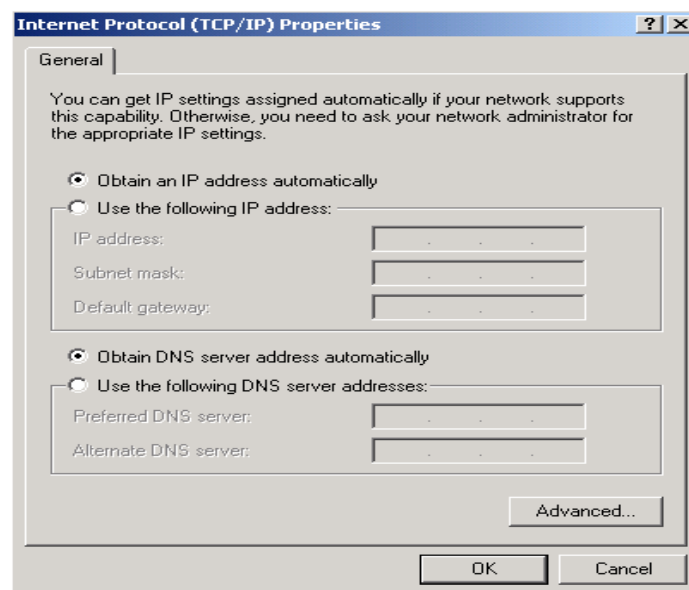 Internet Protocol (TCP/IP) Properties
General
You can get IP settings assigned automatically if your network supports
this capability. Otherwise, you need to ask your network administrator for
the appropriate IP settings.
Obtain an IP address automatically
Use the following IP address:
IP address:
Subnet mask:
Default gateway:
Obtain DNS server address automatically
Use the following DNS server addresses:
Preferred DNS server:
Alternate DNS server:
Advanced...
OK Cancel